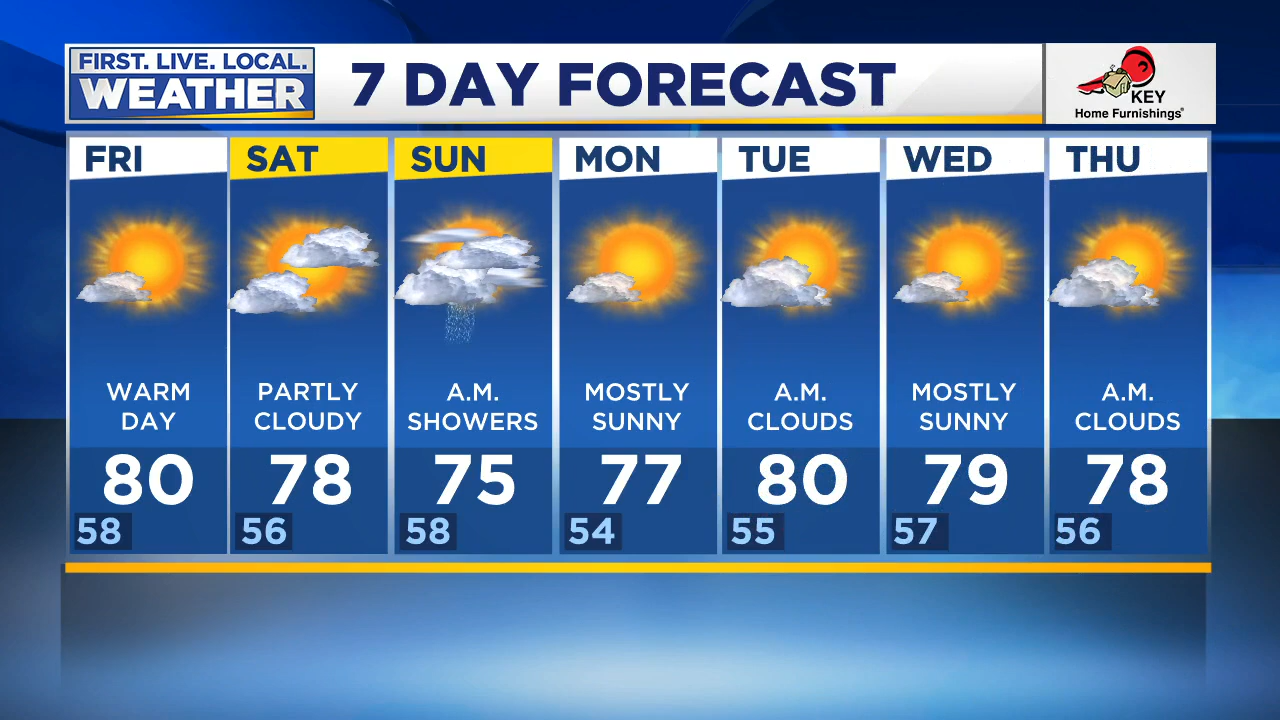 FIRST. LIVE. LOCAL.
WEATHER
7 DAY FORECAST
KEY
Home Furnishings®
FRI
SAT
SUN
MON
TUE
WED
THU
WARM
DAY
PARTLY
CLOUDY
A.M.
SHOWERS
MOSTLY
SUNNY
A.M.
CLOUDS
MOSTLY
SUNNY
A.M.
CLOUDS
80
78
75
77
80
79
78
58
56
58
54
55
57
56